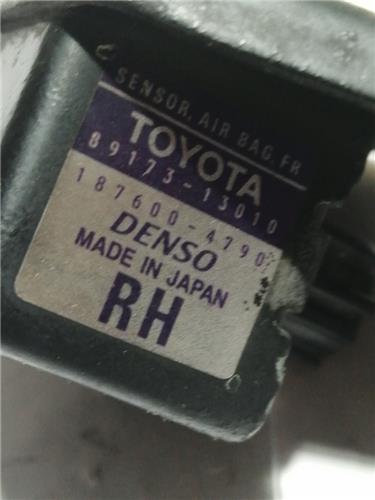 SENSOR, AIR BAG, FR
TOYOTA
89173-13010
187600-4790
DENSO
MADE IN JAPAN
RH